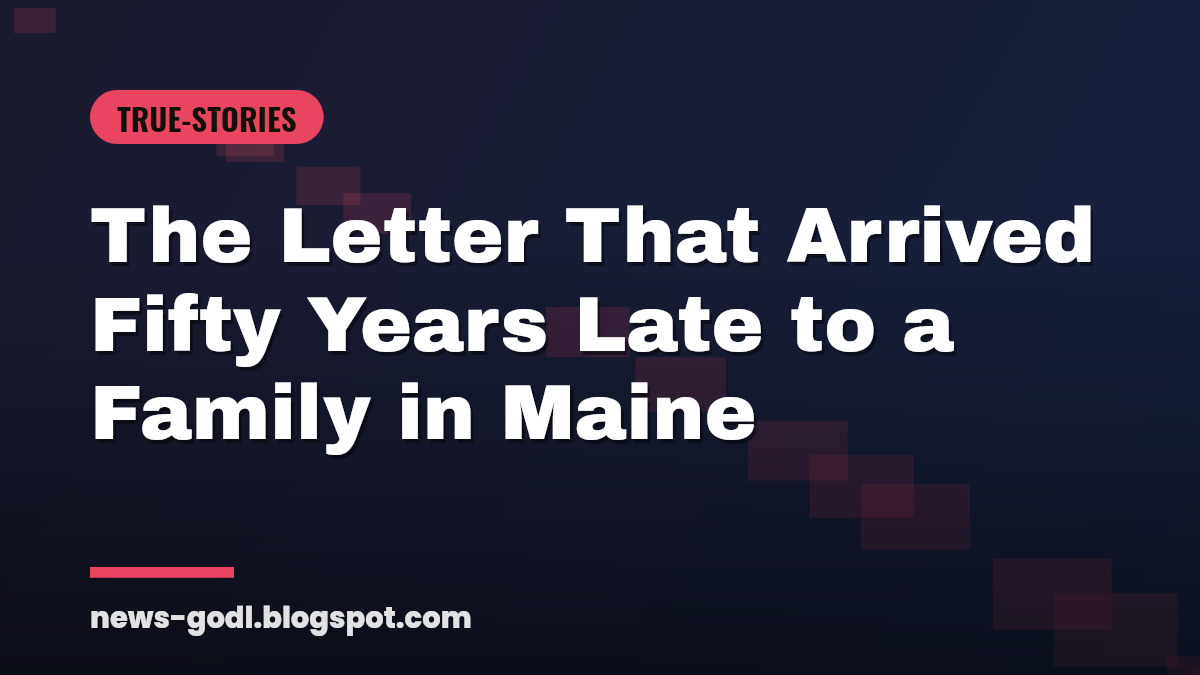 TRUE-STORIES
The Letter That Arrived
Fifty Years Late to a
Family in Maine
news-godl.blogspot.com